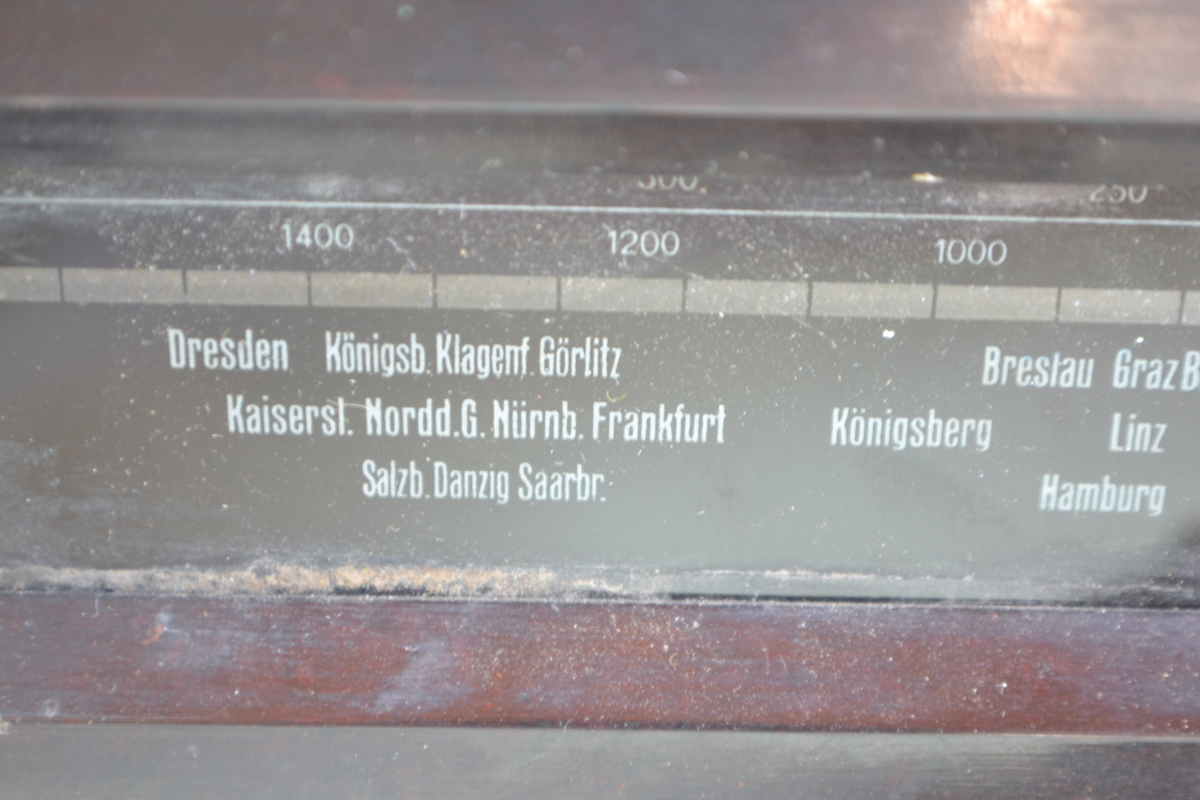 300 250
1400 1200 1000
Dresden Königsb. Klagenf. Görlitz Breslau Graz B
Kaisersl. Nordd.G. Nürnb. Frankfurt Königsberg Linz
Salzb. Danzig Saarbr. Hamburg